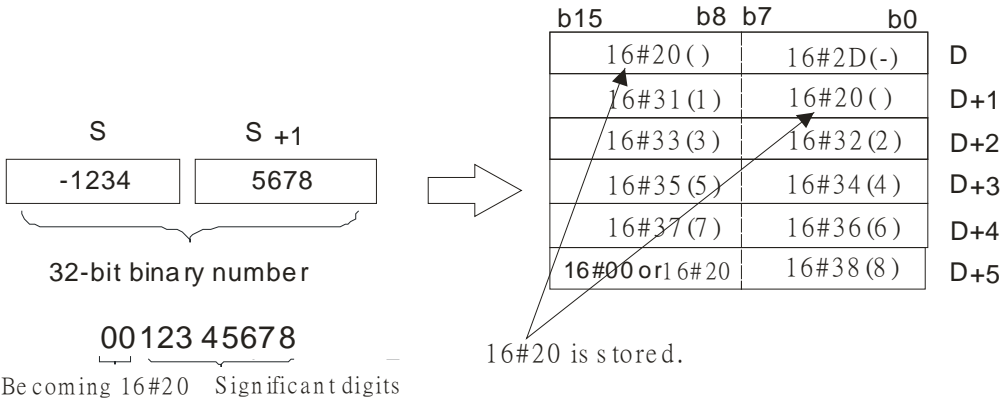 b15 b8 b7 b0
16#20( ) 16#2D(-) D
16#31(1) 16#20( ) D+1
16#33(3) 16#32(2) D+2
16#35(5) 16#34(4) D+3
16#37(7) 16#36(6) D+4
16#00 or16#20 16#38(8) D+5
S S +1
-1234 5678
32-bit binary number
00123 45678
Becoming 16#20 Significant digits
16#20 is stored.